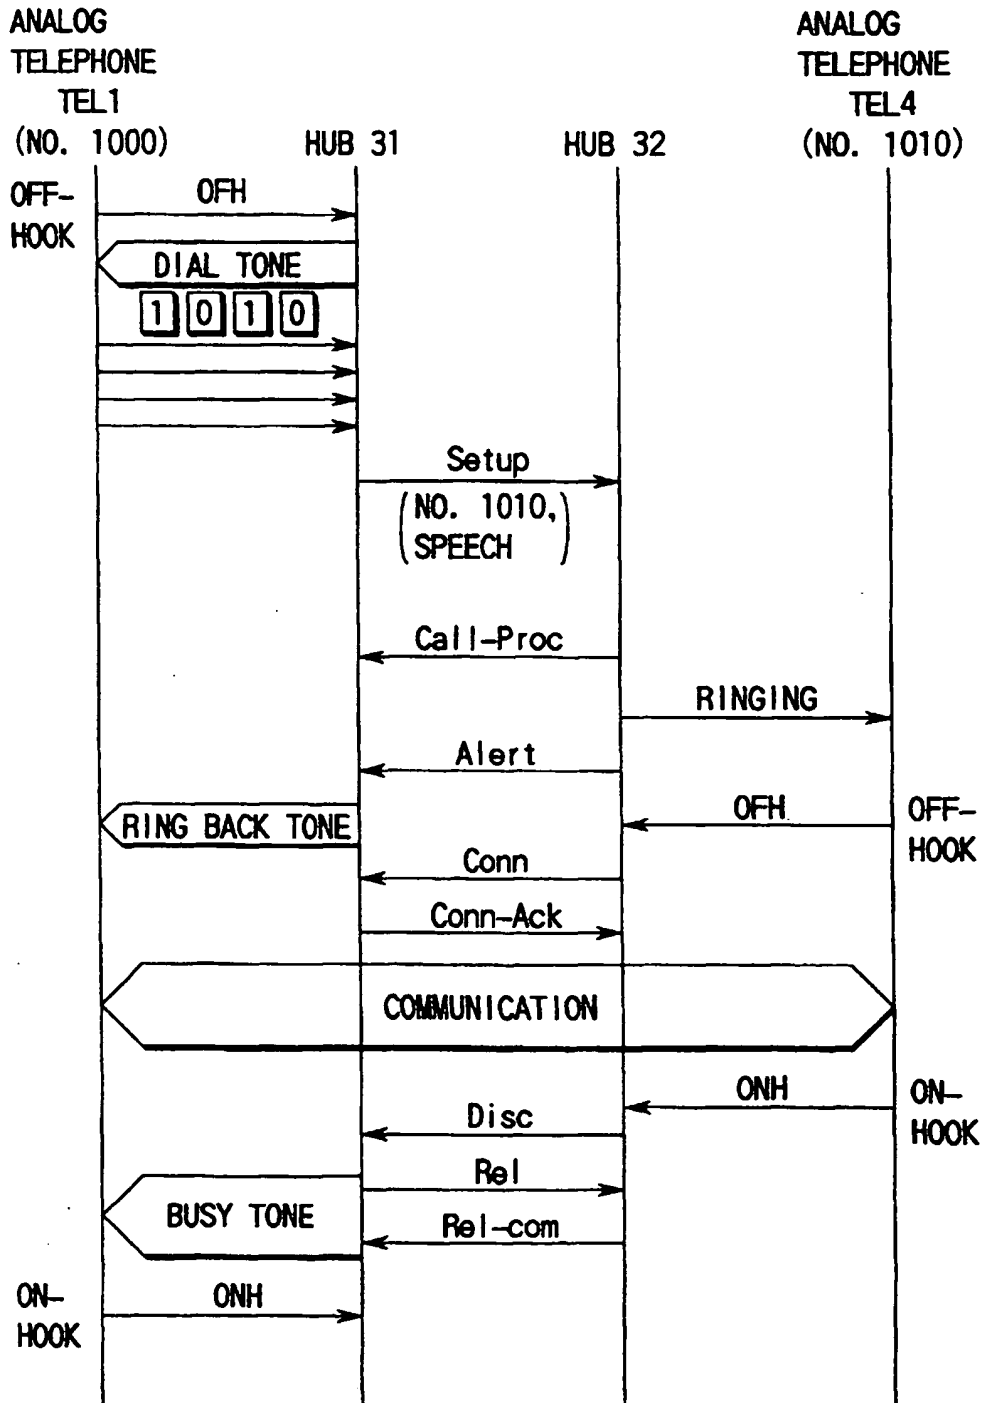 ANALOG
TELEPHONE
TEL1
(NO. 1000)
HUB 31
HUB 32
ANALOG
TELEPHONE
TEL4
(NO. 1010)
OFF-
HOOK
OFH
DIAL TONE
1 0 1 0
Setup
(NO. 1010,
SPEECH)
Call-Proc
RINGING
Alert
RING BACK TONE
OFH
OFF-
HOOK
Conn
Conn-Ack
COMMUNICATION
ONH
ON-
HOOK
Disc
Rel
BUSY TONE
Rel-com
ON-
HOOK
ONH